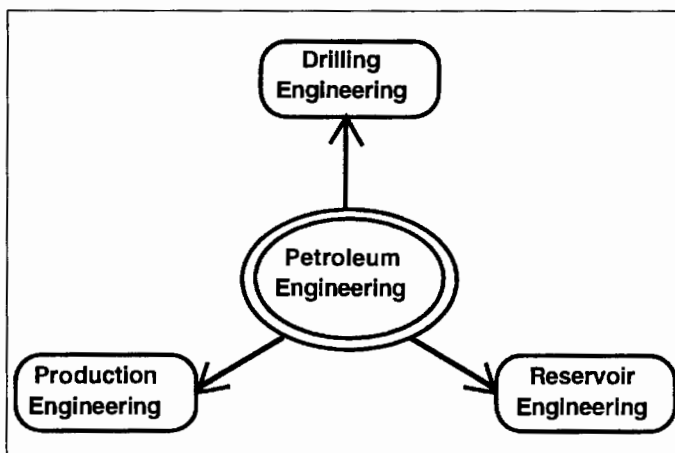 Drilling
Engineering
Petroleum
Engineering
Production
Engineering
Reservoir
Engineering